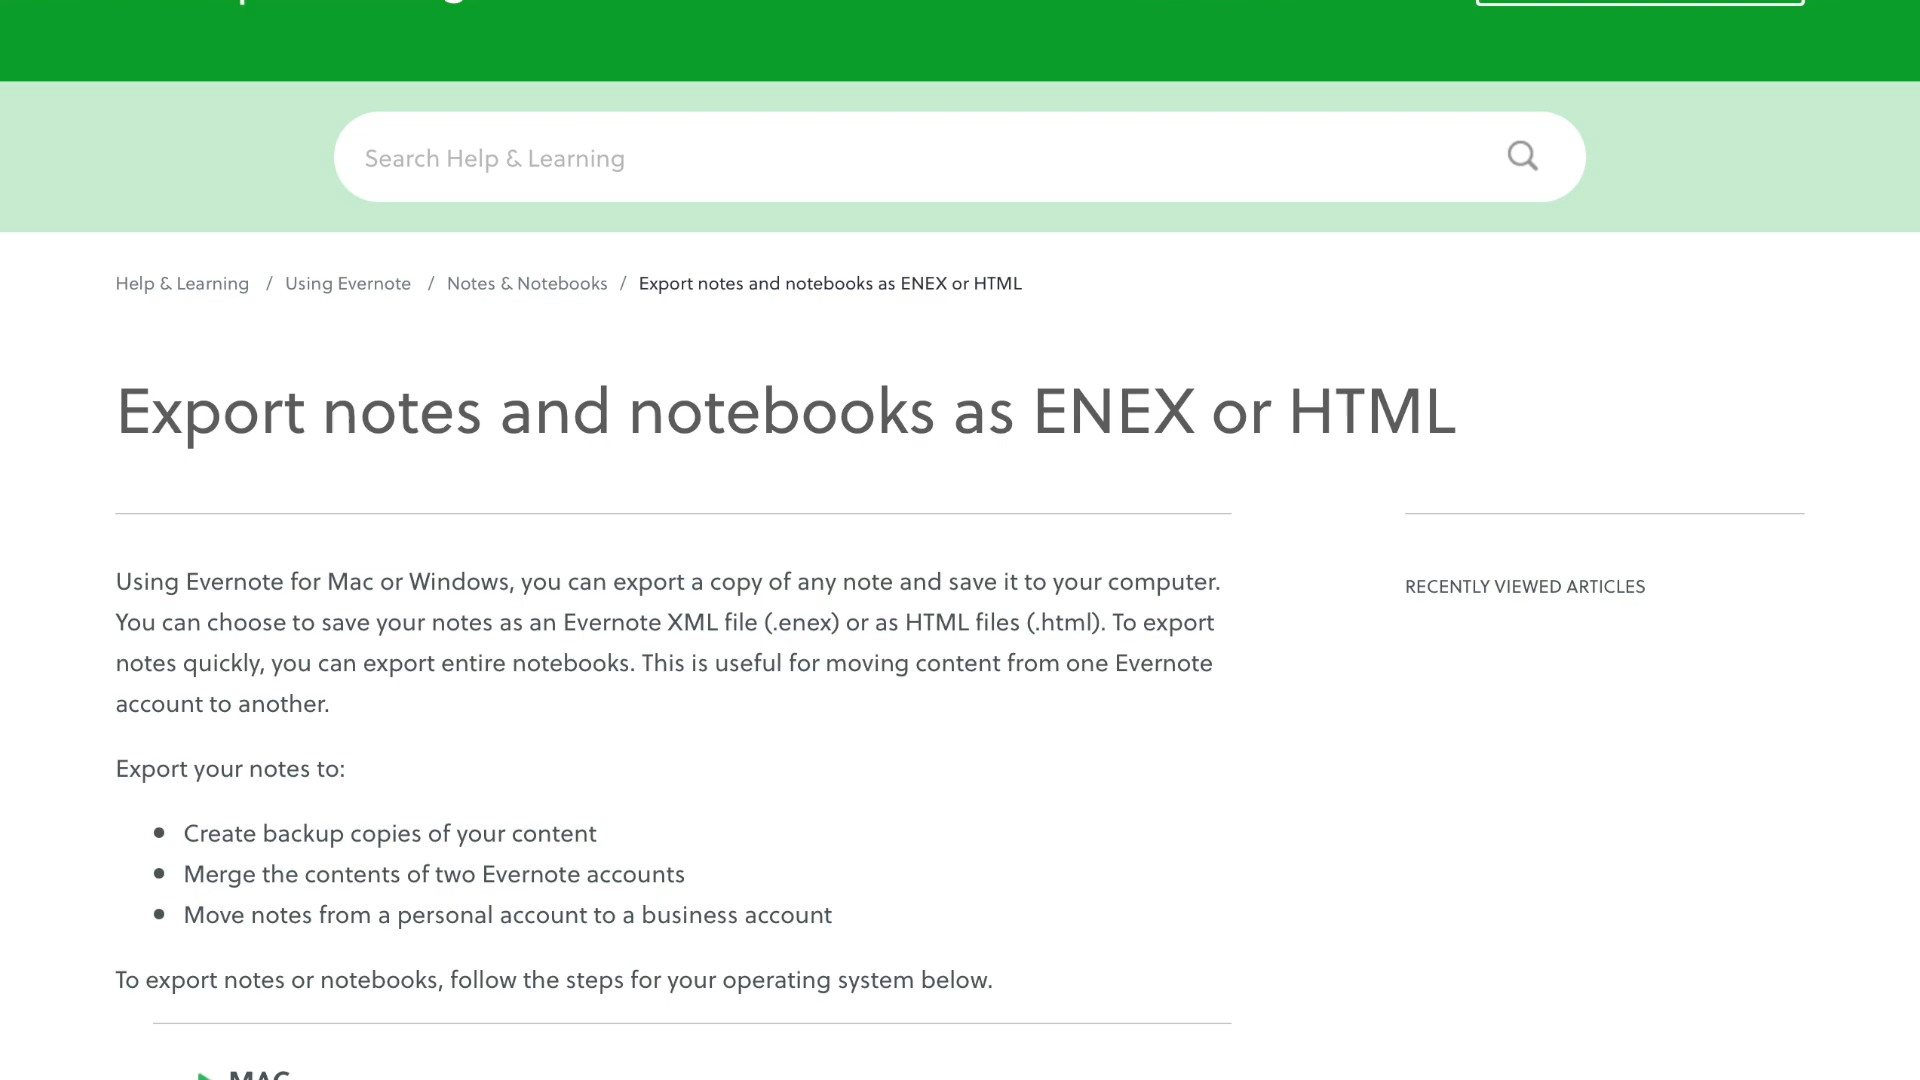 Search Help & Learning
Help & Learning / Using Evernote / Notes & Notebooks / Export notes and notebooks as ENEX or HTML
Export notes and notebooks as ENEX or HTML
Using Evernote for Mac or Windows, you can export a copy of any note and save it to your computer.
You can choose to save your notes as an Evernote XML file (.enex) or as HTML files (.html). To export
notes quickly, you can export entire notebooks. This is useful for moving content from one Evernote
account to another.
RECENTLY VIEWED ARTICLES
Export your notes to:
• Create backup copies of your content
• Merge the contents of two Evernote accounts
• Move notes from a personal account to a business account
To export notes or notebooks, follow the steps for your operating system below.
MAC